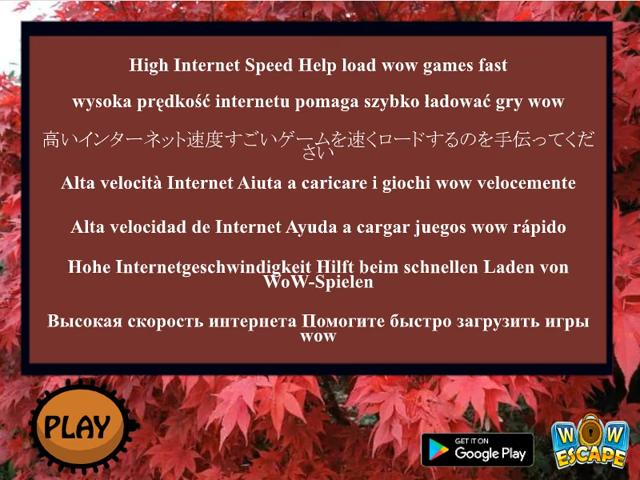 High Internet Speed Help load wow games fast
wysoka prędkość internetu pomaga szybko ładować gry wow
高いインターネット速度すごいゲームを速くロードするのを手伝ってくだ
さい
Alta velocità Internet Aiuta a caricare i giochi wow velocemente
Alta velocidad de Internet Ayuda a cargar juegos wow rápido
Hohe Internetgeschwindigkeit Hilft beim schnellen Laden von
WoW-Spielen
Высокая скорость интернета Помогите быстро загрузить игры
wow
PLAY
GET IT ON
Google Play
WOW
ESCAPE